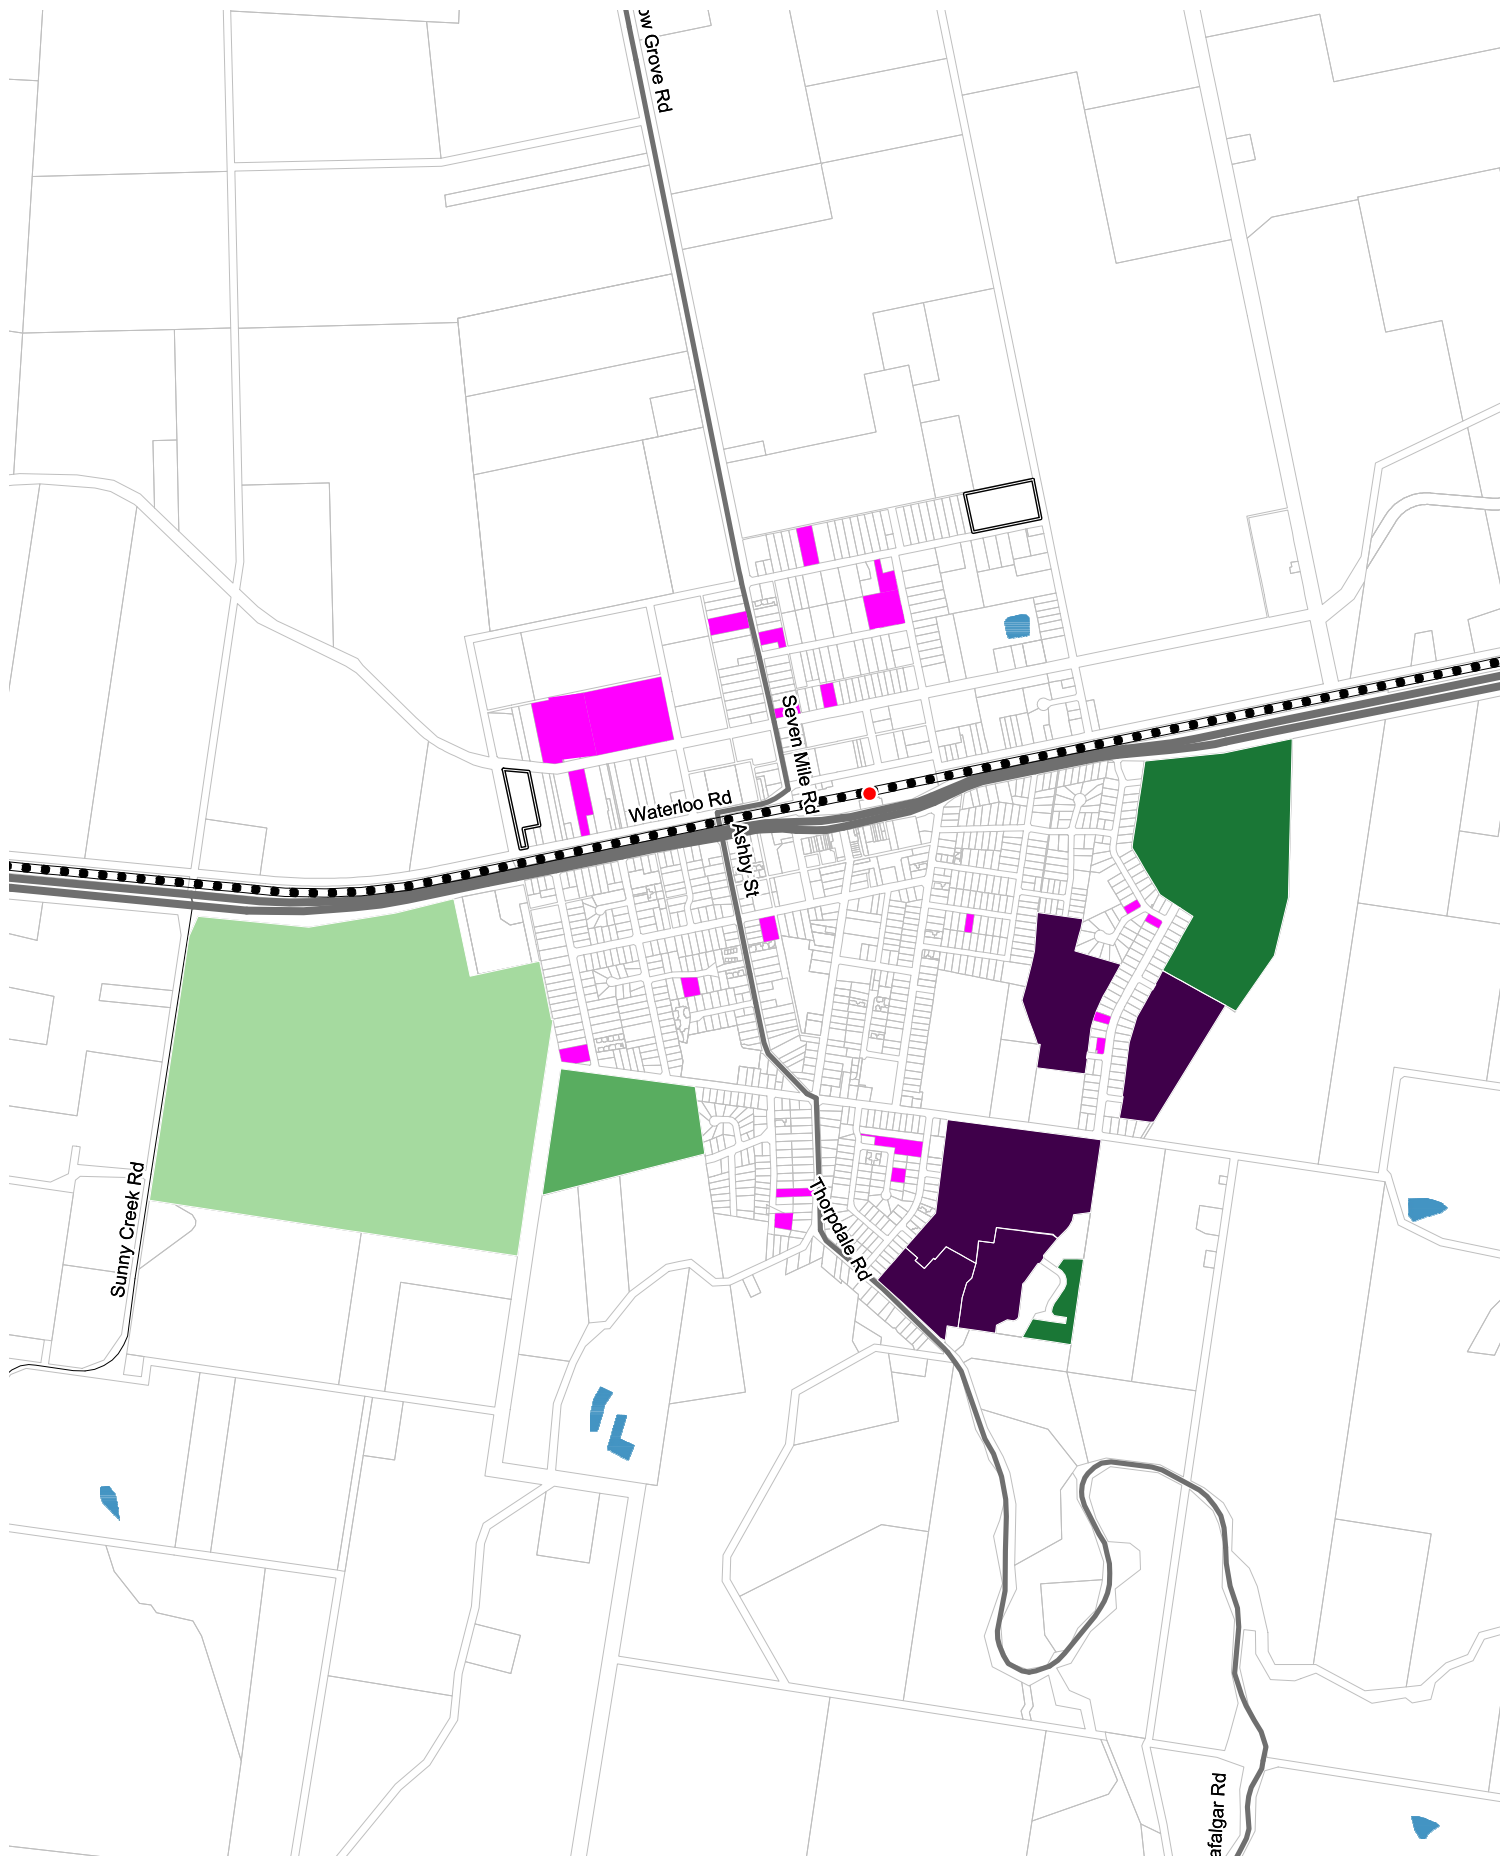 ow Grove Rd
Seven Mile Rd
Waterloo Rd
Ashby St
Sunny Creek Rd
Thorpdale Rd
afalgar Rd